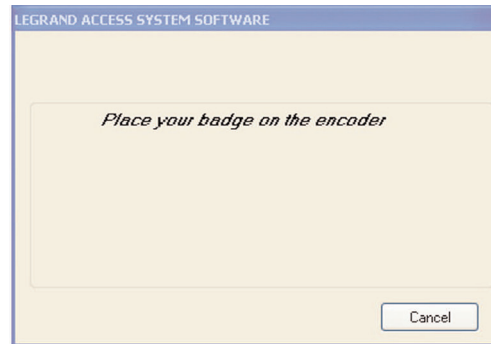 LEGRAND ACCESS SYSTEM SOFTWARE
Place your badge on the encoder
Cancel